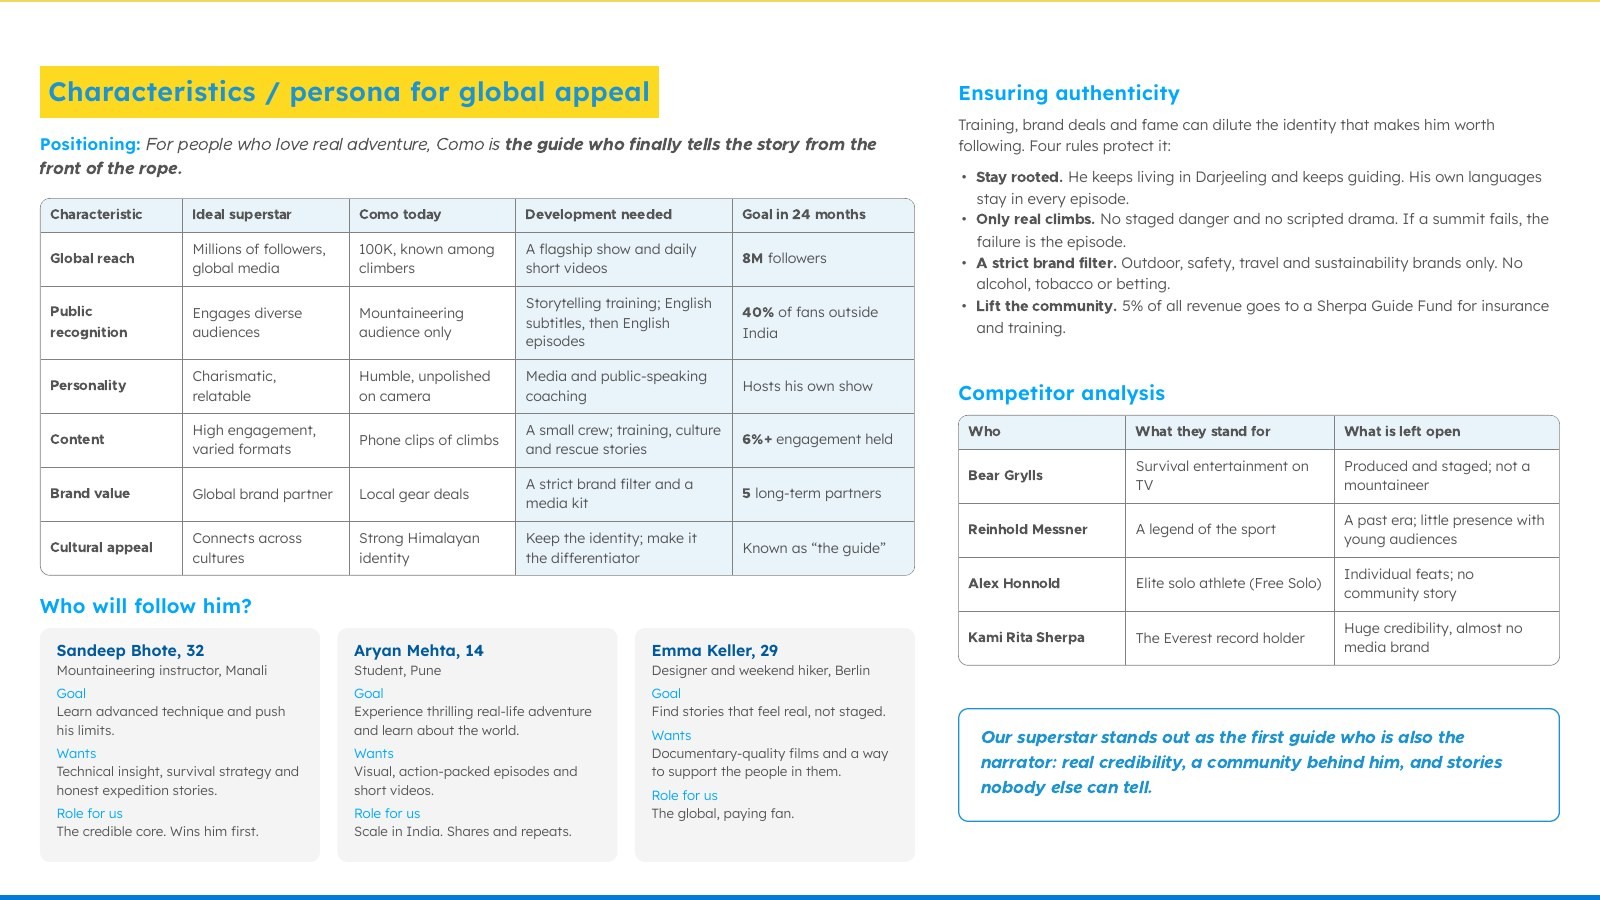 Characteristics / persona for global appeal
Positioning: For people who love real adventure, Como is the guide who finally tells the story from the
front of the rope.
Characteristic
Ideal superstar
Como today
Development needed
Goal in 24 months
Global reach
Millions of followers,
global media
100K, known among
climbers
A flagship show and daily
short videos
8M followers
Public
recognition
Engages diverse
audiences
Mountaineering
audience only
Storytelling training; English
subtitles, then English
episodes
40% of fans outside
India
Personality
Charismatic,
relatable
Humble, unpolished
on camera
Media and public-speaking
coaching
Hosts his own show
Content
High engagement,
varied formats
Phone clips of climbs
A small crew; training, culture
and rescue stories
6%+ engagement held
Brand value
Global brand partner
Local gear deals
A strict brand filter and a
media kit
5 long-term partners
Cultural appeal
Connects across
cultures
Strong Himalayan
identity
Keep the identity; make it
the differentiator
Known as “the guide”
Who will follow him?
Sandeep Bhote, 32
Mountaineering instructor, Manali
Goal
Learn advanced technique and push
his limits.
Wants
Technical insight, survival strategy and
honest expedition stories.
Role for us
The credible core. Wins him first.
Aryan Mehta, 14
Student, Pune
Goal
Experience thrilling real-life adventure
and learn about the world.
Wants
Visual, action-packed episodes and
short videos.
Role for us
Scale in India. Shares and repeats.
Emma Keller, 29
Designer and weekend hiker, Berlin
Goal
Find stories that feel real, not staged.
Wants
Documentary-quality films and a way
to support the people in them.
Role for us
The global, paying fan.
Ensuring authenticity
Training, brand deals and fame can dilute the identity that makes him worth
following. Four rules protect it:
• Stay rooted. He keeps living in Darjeeling and keeps guiding. His own languages
stay in every episode.
• Only real climbs. No staged danger and no scripted drama. If a summit fails, the
failure is the episode.
• A strict brand filter. Outdoor, safety, travel and sustainability brands only. No
alcohol, tobacco or betting.
• Lift the community. 5% of all revenue goes to a Sherpa Guide Fund for insurance
and training.
Competitor analysis
Who
What they stand for
What is left open
Bear Grylls
Survival entertainment on
TV
Produced and staged; not a
mountaineer
Reinhold Messner
A legend of the sport
A past era; little presence with
young audiences
Alex Honnold
Elite solo athlete (Free Solo)
Individual feats; no
community story
Kami Rita Sherpa
The Everest record holder
Huge credibility, almost no
media brand
Our superstar stands out as the first guide who is also the
narrator: real credibility, a community behind him, and stories
nobody else can tell.